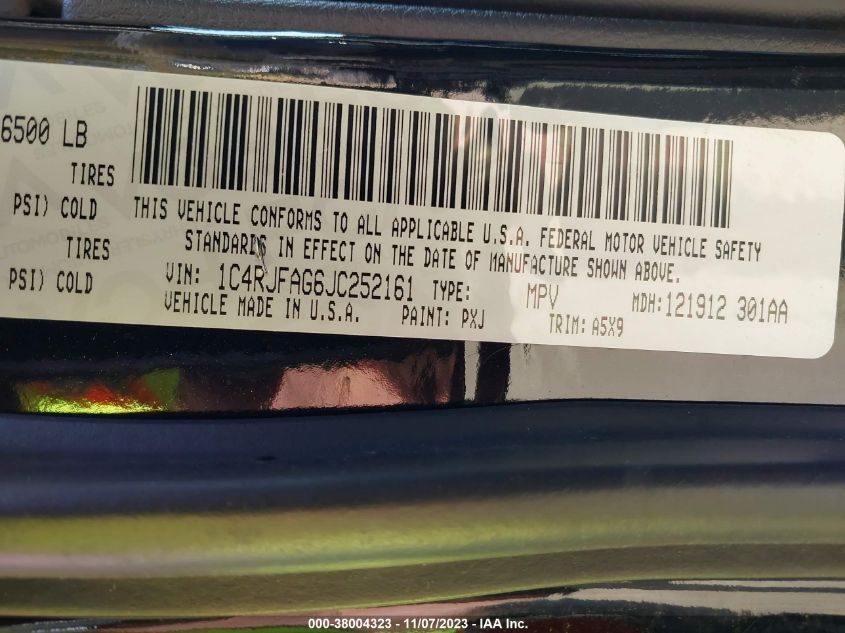 6500 LB
TIRES
PSI) COLD
TIRES
PSI) COLD
THIS VEHICLE CONFORMS TO ALL APPLICABLE U.S.A. FEDERAL MOTOR VEHICLE SAFETY
STANDARDS IN EFFECT ON THE DATE OF MANUFACTURE SHOWN ABOVE.
VIN: 1C4RJFAG6JC252161 TYPE: MPV MDH:121912 301AA
VEHICLE MADE IN U.S.A. PAINT: PXJ TRIM: A5X9
000-38004323 - 11/07/2023 - IAA Inc.